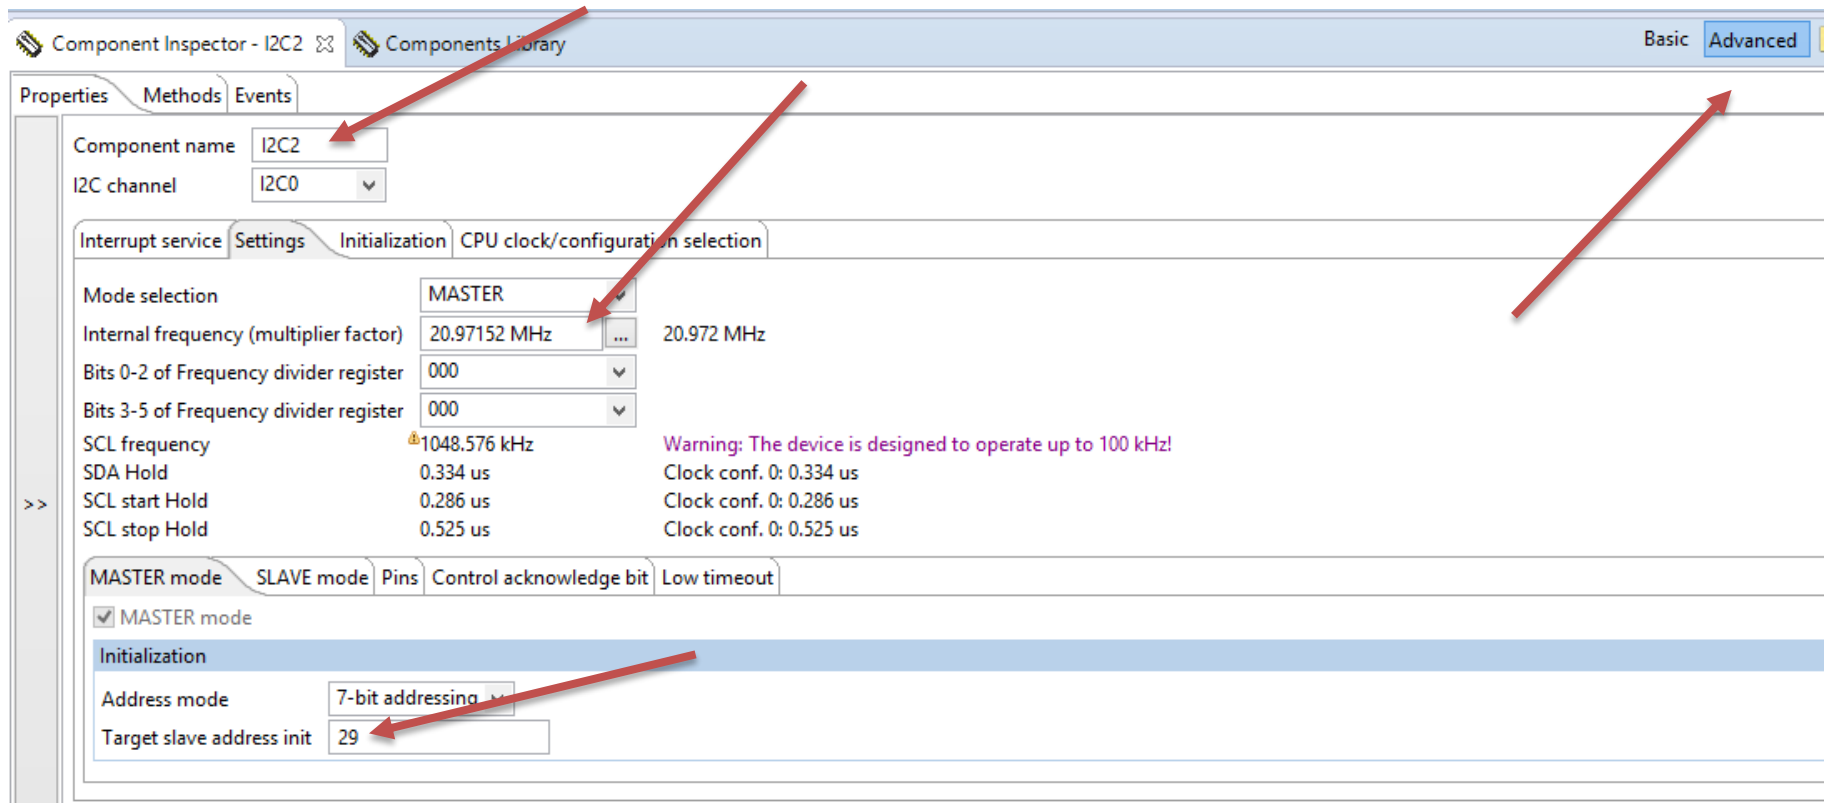 Component Inspector - I2C2 Components Library Basic Advanced
Properties Methods Events
Component name I2C2
I2C channel I2C0
Interrupt service Settings Initialization CPU clock/configuration selection
Mode selection MASTER
Internal frequency (multiplier factor) 20.97152 MHz ... 20.972 MHz
Bits 0-2 of Frequency divider register 000
Bits 3-5 of Frequency divider register 000
SCL frequency 1048.576 kHz Warning: The device is designed to operate up to 100 kHz!
SDA Hold 0.334 us Clock conf. 0: 0.334 us
>> SCL start Hold 0.286 us Clock conf. 0: 0.286 us
SCL stop Hold 0.525 us Clock conf. 0: 0.525 us
MASTER mode SLAVE mode Pins Control acknowledge bit Low timeout
MASTER mode
Initialization
Address mode 7-bit addressing
Target slave address init 29